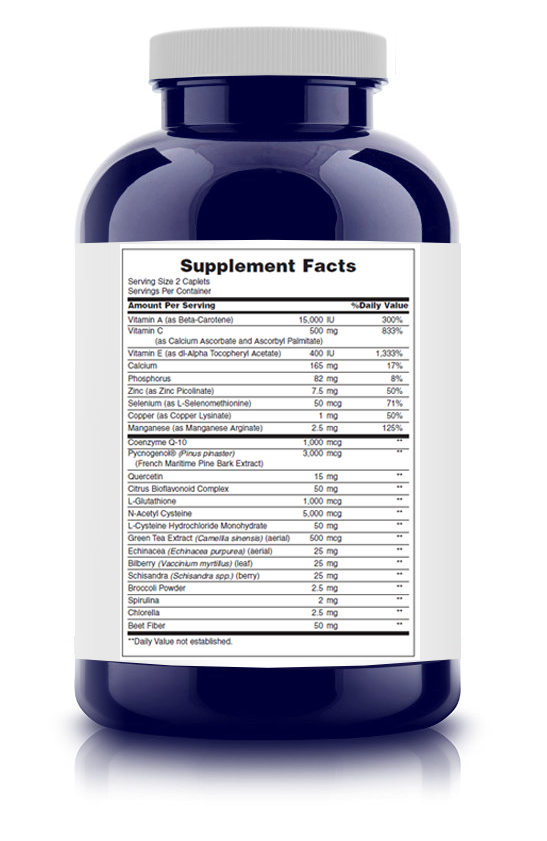 Supplement Facts
Serving Size 2 Caplets
Servings Per Container
Amount Per Serving %Daily Value
Vitamin A (as Beta-Carotene) 15,000 IU 300%
Vitamin C 500 mg 833%
(as Calcium Ascorbate and Ascorbyl Palmitate)
Vitamin E (as dl-Alpha Tocopheryl Acetate) 400 IU 1,333%
Calcium 165 mg 17%
Phosphorus 82 mg 8%
Zinc (as Zinc Picolinate) 7.5 mg 50%
Selenium (as L-Selenomethionine) 50 mcg 71%
Copper (as Copper Lysinate) 1 mg 50%
Manganese (as Manganese Arginate) 2.5 mg 125%
Coenzyme Q-10 1,000 mcg **
Pycnogenol® (Pinus pinaster) 3,000 mcg **
(French Maritime Pine Bark Extract)
Quercetin 15 mg **
Citrus Bioflavonoid Complex 50 mg **
L-Glutathione 1,000 mcg **
N-Acetyl Cysteine 5,000 mcg **
L-Cysteine Hydrochloride Monohydrate 50 mg **
Green Tea Extract (Camellia sinensis) (aerial) 500 mcg **
Echinacea (Echinacea purpurea) (aerial) 25 mg **
Bilberry (Vaccinium myrtillus) (leaf) 25 mg **
Schisandra (Schisandra spp.) (berry) 25 mg **
Broccoli Powder 2.5 mg **
Spirulina 2 mg **
Chlorella 2.5 mg **
Beet Fiber 50 mg **
**Daily Value not established.